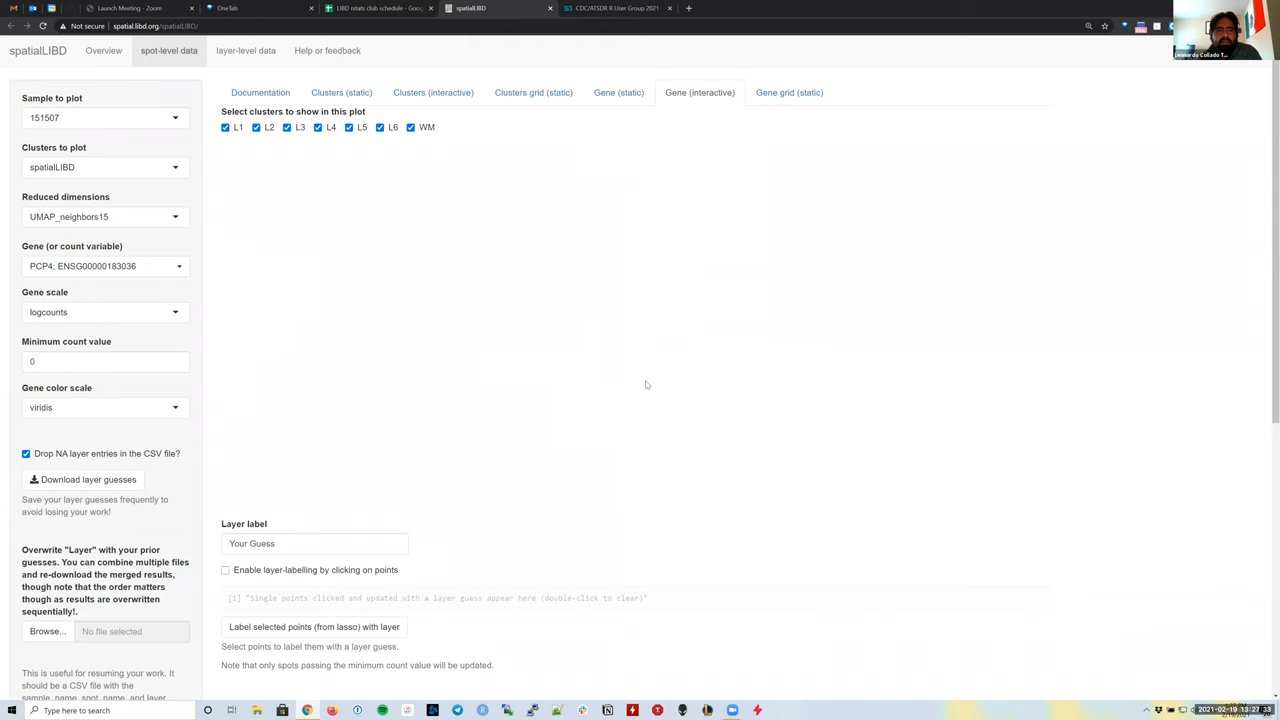 Launch Meeting - Zoom
OneTab
LIBD rstats club schedule - Goog
spatialLIBD
CDC/ATSDR R User Group 2021
Not secure | spatial.libd.org/spatialLIBD/
Leonardo Collado T...
spatialLIBD
Overview
spot-level data
layer-level data
Help or feedback
Sample to plot
151507
Clusters to plot
spatialLIBD
Reduced dimensions
UMAP_neighbors15
Gene (or count variable)
PCP4; ENSG00000183036
Gene scale
logcounts
Minimum count value
0
Gene color scale
viridis
Drop NA layer entries in the CSV file?
Download layer guesses
Save your layer guesses frequently to
avoid losing your work!
Overwrite "Layer" with your prior
guesses. You can combine multiple files
and re-download the merged results,
though note that the order matters
though as results are overwritten
sequentially!.
Browse... No file selected
This is useful for resuming your work. It
should be a CSV file with the
sample_name, spot_name, and layer
Documentation
Clusters (static)
Clusters (interactive)
Clusters grid (static)
Gene (static)
Gene (interactive)
Gene grid (static)
Select clusters to show in this plot
L1 L2 L3 L4 L5 L6 WM
Layer label
Your Guess
Enable layer-labelling by clicking on points
[1] "Single points clicked and updated with a layer guess appear here (double-click to clear)"
Label selected points (from lasso) with layer
Select points to label them with a layer guess.
Note that only spots passing the minimum count value will be updated.
Type here to search
2021-02-19 13:27:33